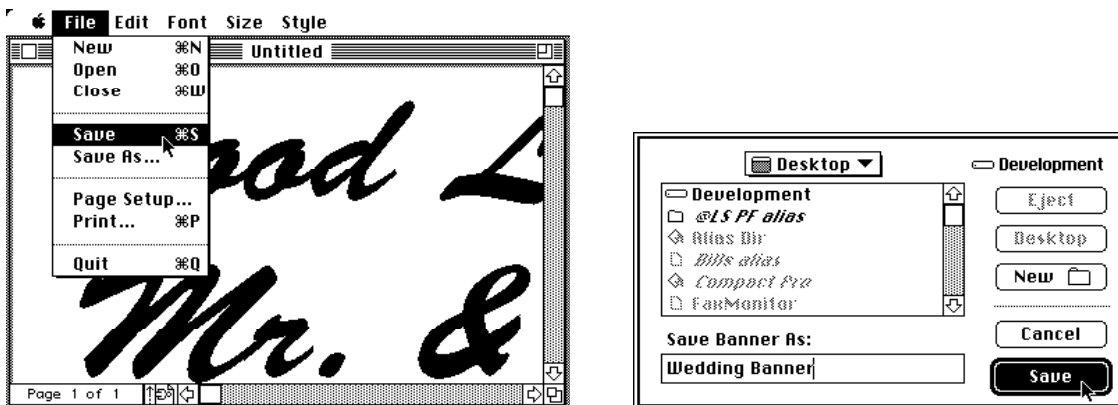 File Edit Font Size Style
Untitled
New ⌘N
Open ⌘O
Close ⌘W
Save ⌘S
Save As...
Page Setup...
Print... ⌘P
Quit ⌘Q
ood L
Mr. &
Page 1 of 1
Desktop
Development
Development
@LS PF alias
Alias Dir
Bills alias
Compact Pro
FaxMonitor
Eject
Desktop
New
Save Banner As:
Wedding Banner
Cancel
Save